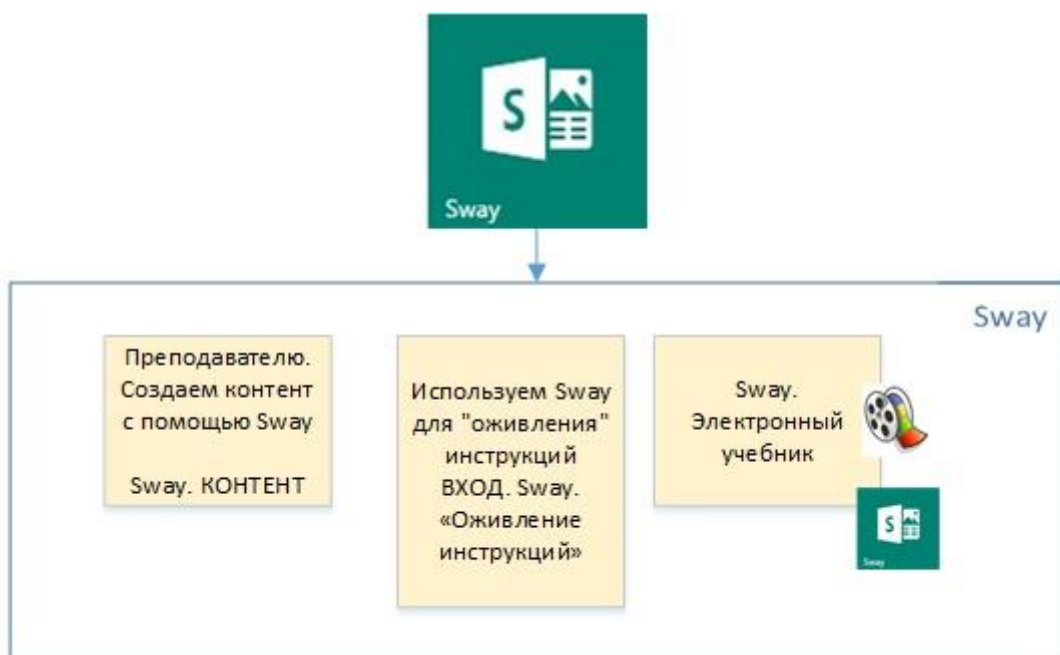 S
Sway
Sway
Преподавателю.
Создаем контент
с помощью Sway
Sway. КОНТЕНТ
Используем Sway
для "оживления"
инструкций
ВХОД. Sway.
«Оживление
инструкций»
Sway.
Электронный
учебник
S
Sway